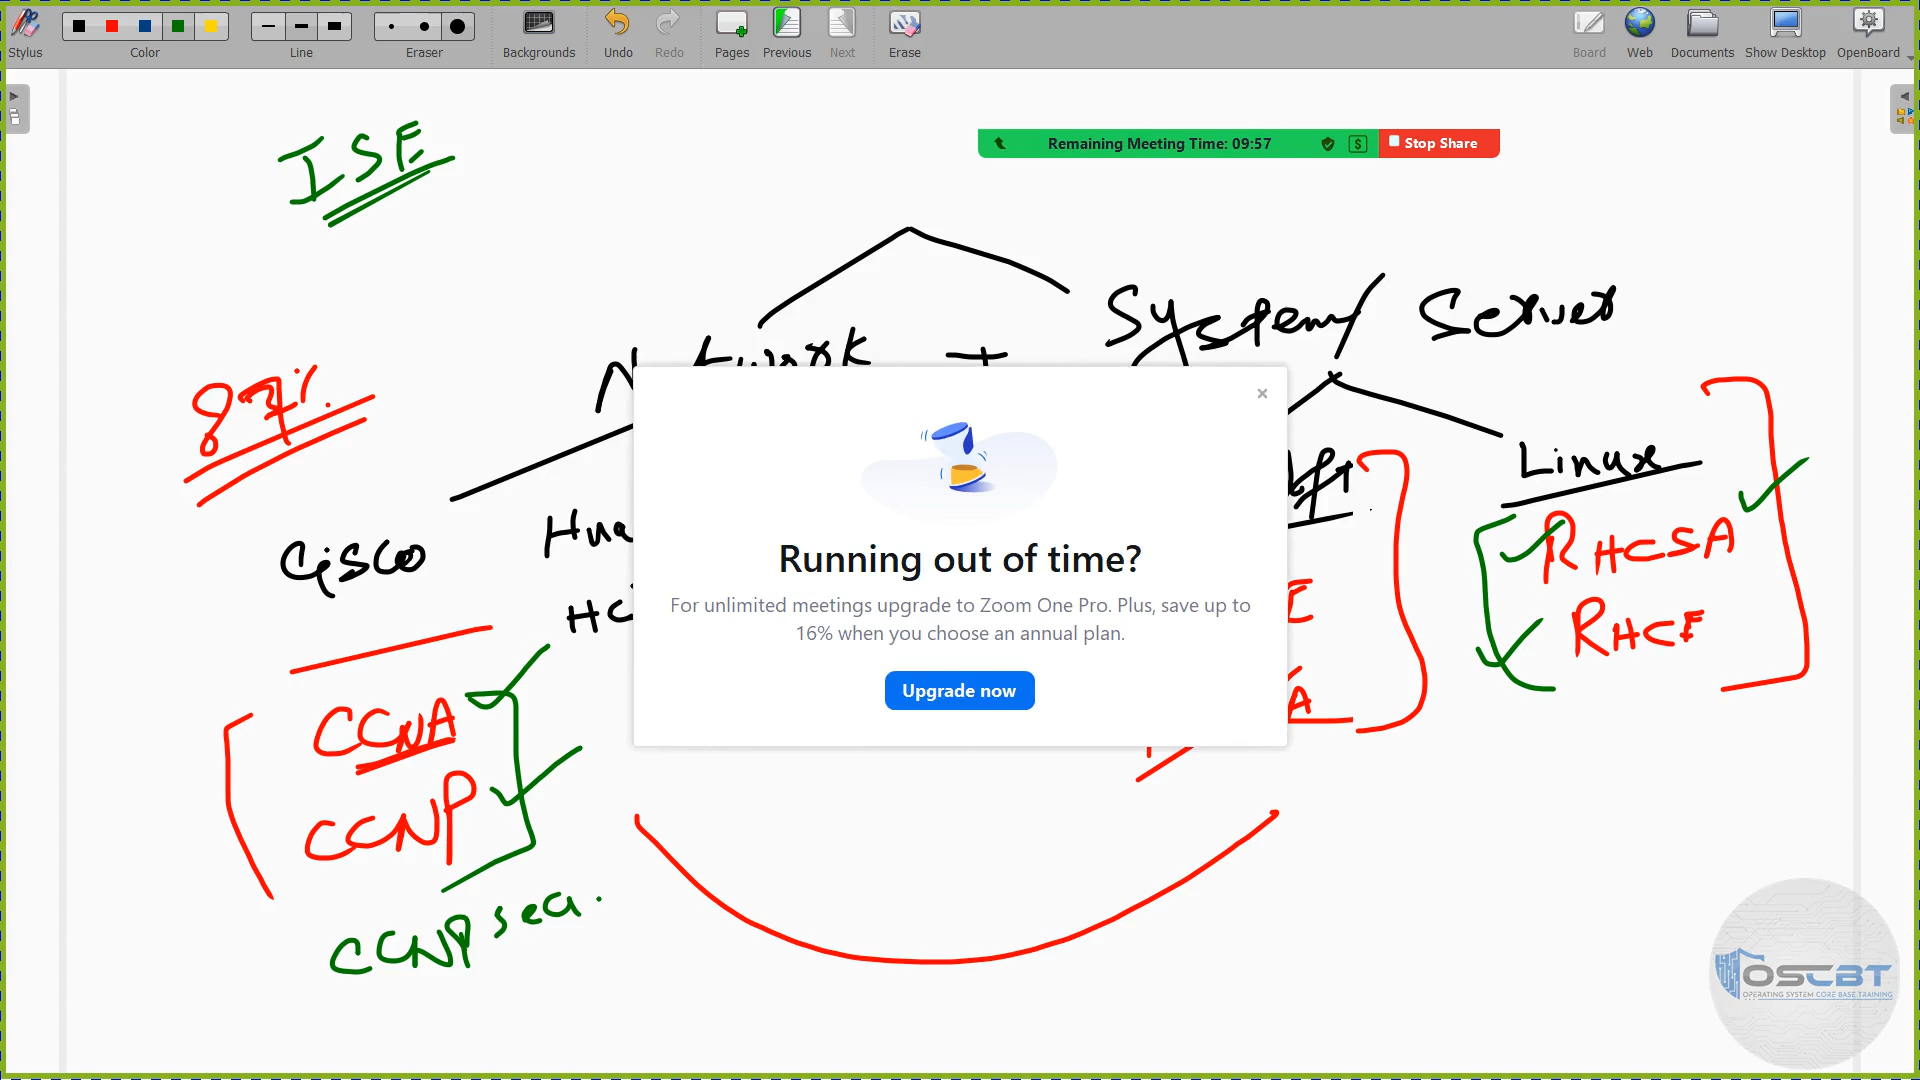 Stylus Color Line Eraser Backgrounds Undo Redo Pages Previous Next Erase Board Web Documents Show Desktop OpenBoard
Remaining Meeting Time: 09:57 $ Stop Share
ISE
System/ Server
Network +
87%
Linux
Cisco
RHCSA
RHCE
CCNA
CCNP
CCNP
Running out of time?
For unlimited meetings upgrade to Zoom One Pro. Plus, save up to
16% when you choose an annual plan.
Upgrade now
OSCBT
OPERATING SYSTEM CORE BASE TRAINING